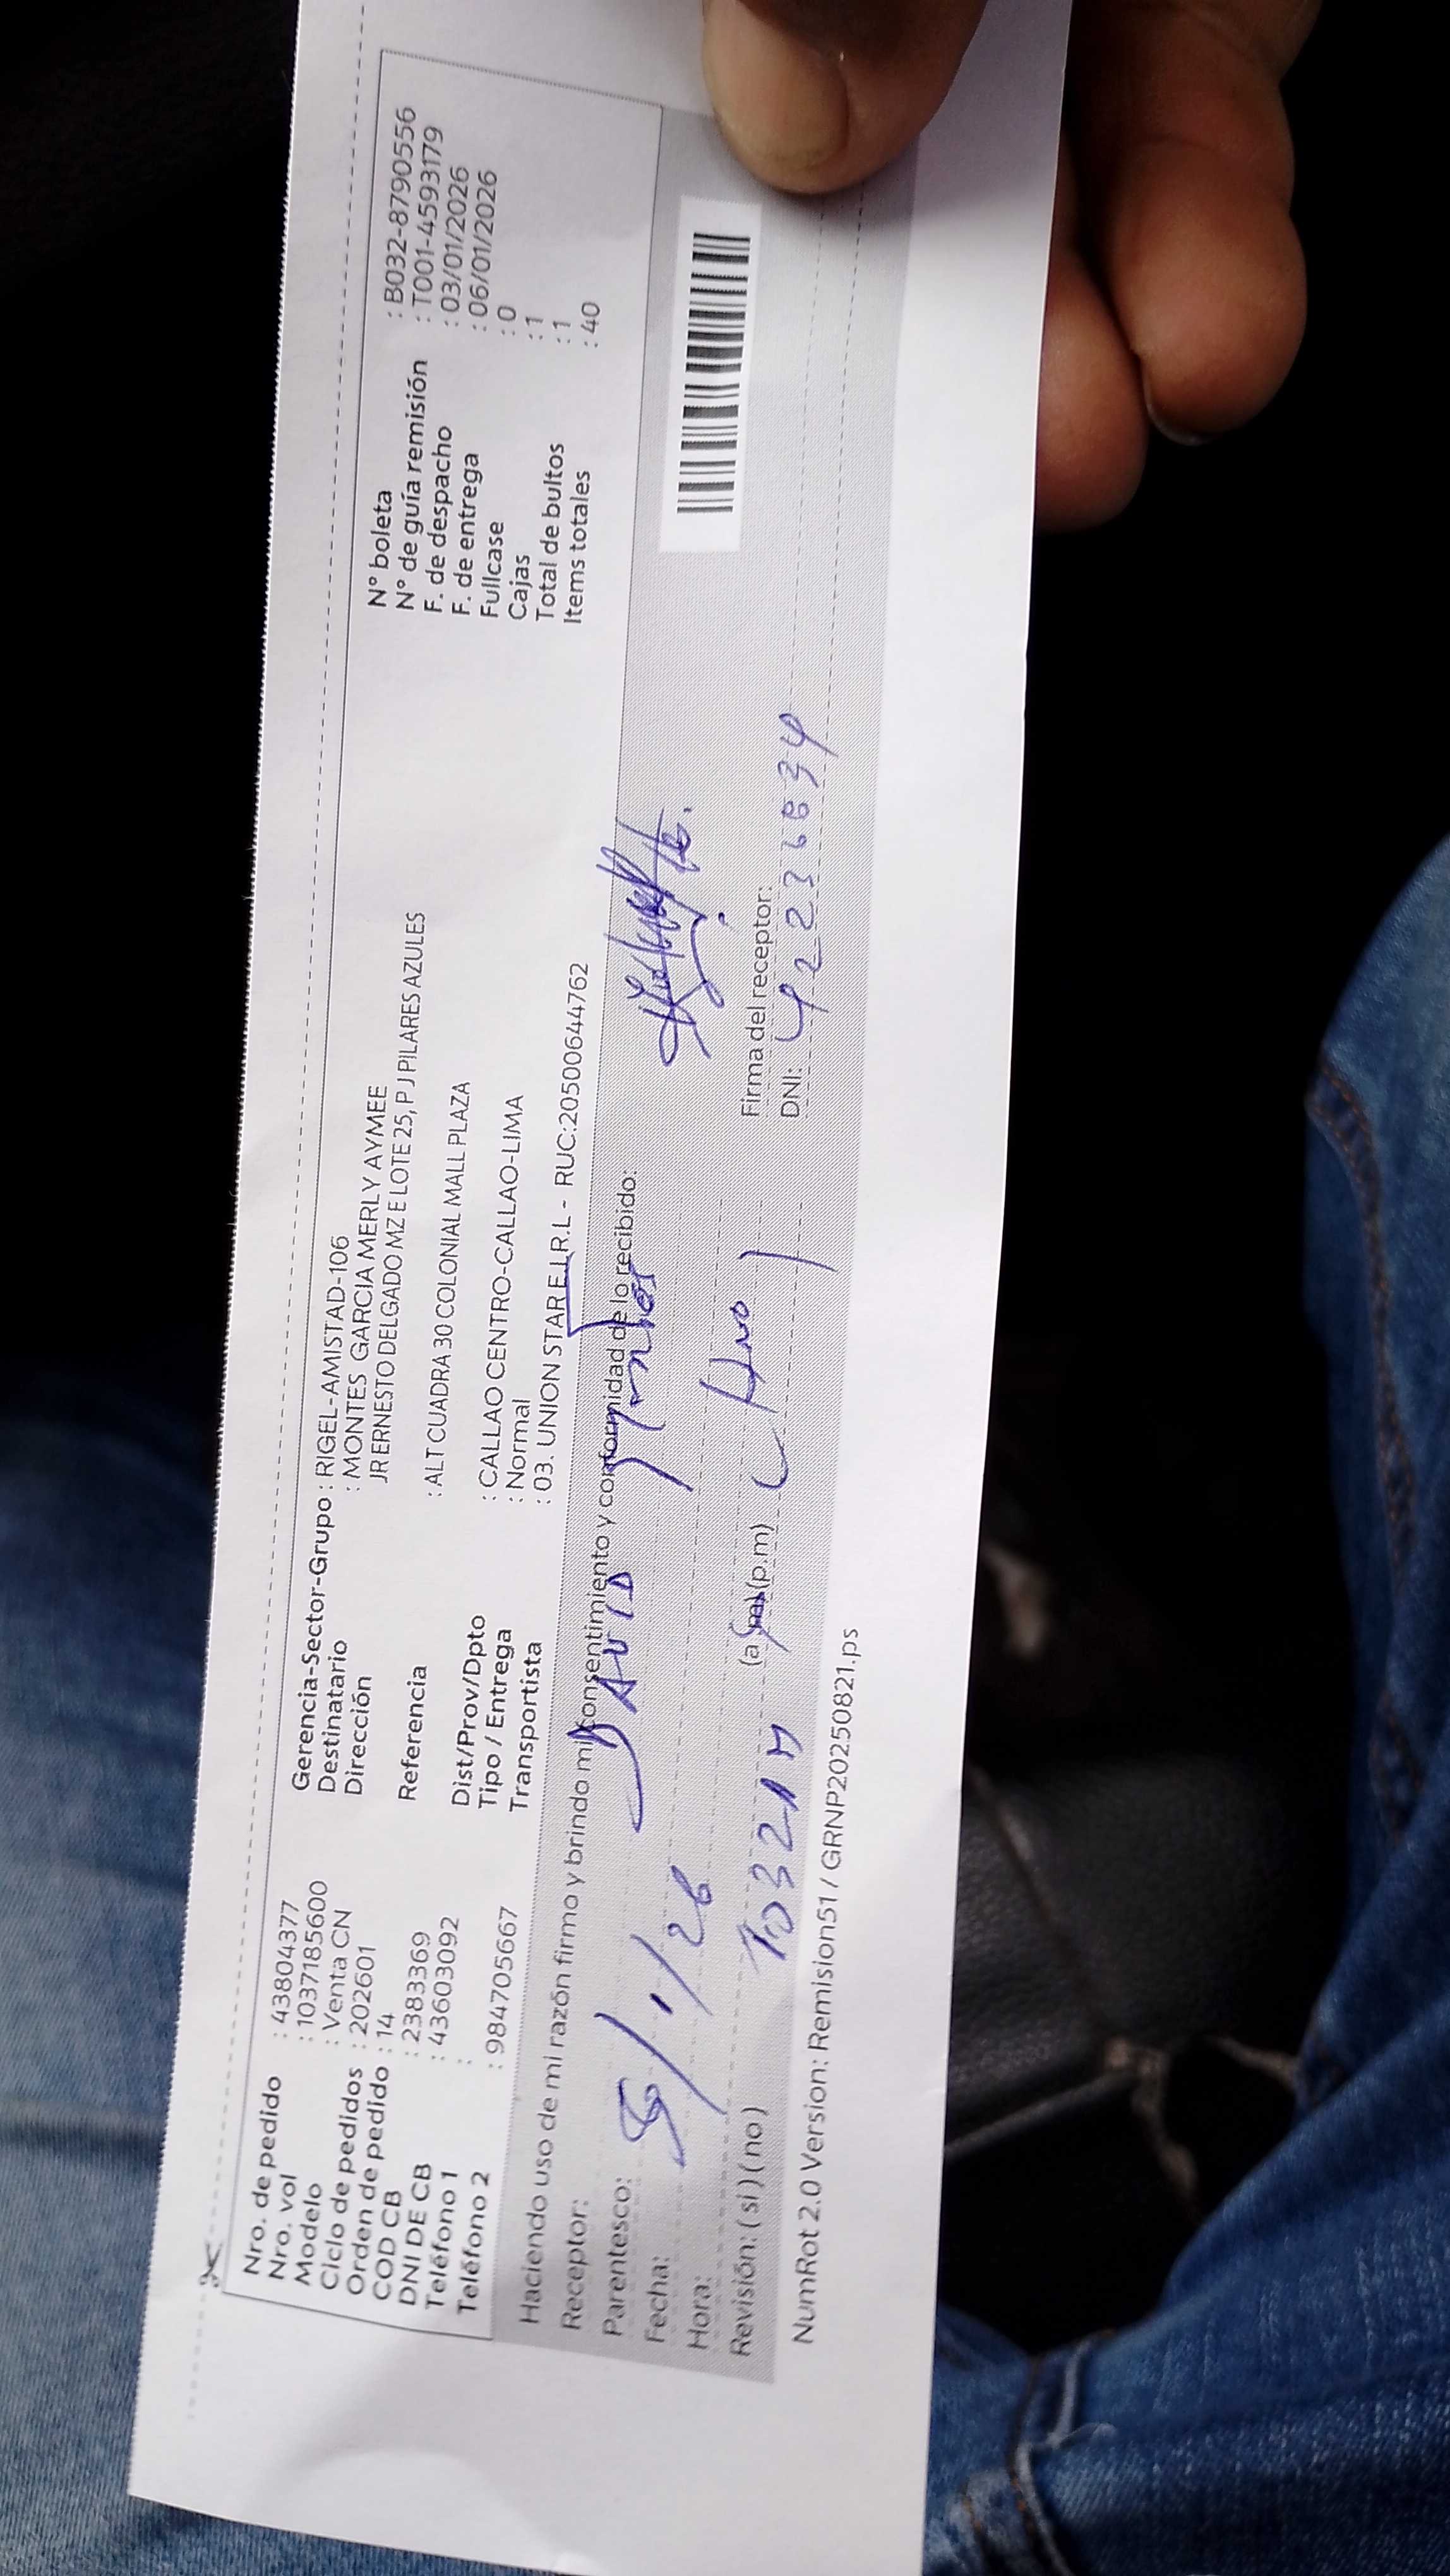 Nro. de pedido : 43804377
Nro. vol : 1037185600
Modelo : Venta CN
Ciclo de pedidos : 202601
Orden de pedido : 14
COD CB : 2383369
DNI DE CB : 43603092
Teléfono 1 :
Teléfono 2 : 984705667
Gerencia-Sector-Grupo : RIGEL-AMISTAD-106
Destinatario : MONTES GARCIA MERLY AYMEE
Dirección JR ERNESTO DELGADO MZ E LOTE 25, P J PILARES AZULES
Referencia : ALT CUADRA 30 COLONIAL MALL PLAZA
Dist/Prov/Dpto : CALLAO CENTRO-CALLAO-LIMA
Tipo / Entrega : Normal
Transportista : 03. UNION STAR E.I.R.L - RUC:20500644762
N° boleta : B032-8790556
N° de guía remisión : T001-4593179
F. de despacho : 03/01/2026
F. de entrega : 06/01/2026
Fullcase : 0
Cajas : 1
Total de bultos : 1
Items totales : 40
Haciendo uso de mi razón firmo y brindo mi consentimiento y conformidad de lo recibido:
Receptor: DAVID
Parentesco:
Fecha: 5/1/26
Hora: (a.m) (p.m)
Revisión: ( si ) ( no )
Firma del receptor:
DNI: 42236634
NumRot 2.0 Version: Remision51 / GRNP20250821.ps